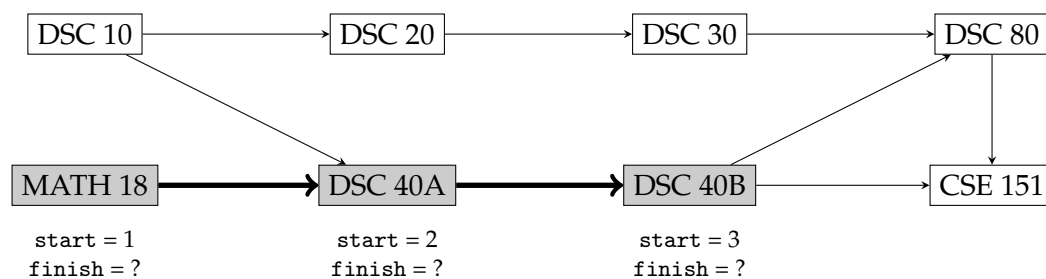 DSC 10 DSC 20 DSC 30 DSC 80
MATH 18 DSC 40A DSC 40B CSE 151
start = 1 start = 2 start = 3
finish = ? finish = ? finish = ?